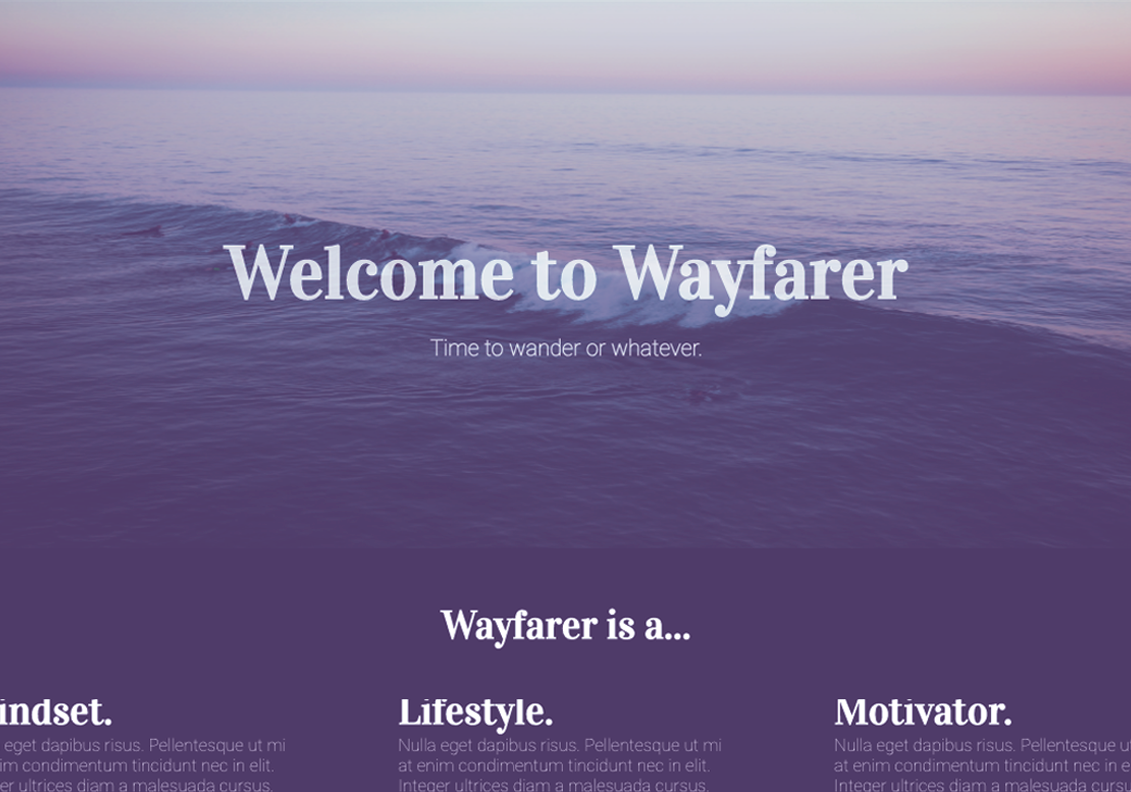 Welcome to Wayfarer
Time to wander or whatever.
Wayfarer is a...
indset.
eget dapibus risus. Pellentesque ut mi
im condimentum tincidunt nec in elit.
eger ultrices diam a malesuada cursus.
Lifestyle.
Nulla eget dapibus risus. Pellentesque ut mi
at enim condimentum tincidunt nec in elit.
Integer ultrices diam a malesuada cursus.
Motivator.
Nulla eget dapibus risus. Pellentesque u
at enim condimentum tincidunt nec in e
Integer ultrices diam a malesuada cursu